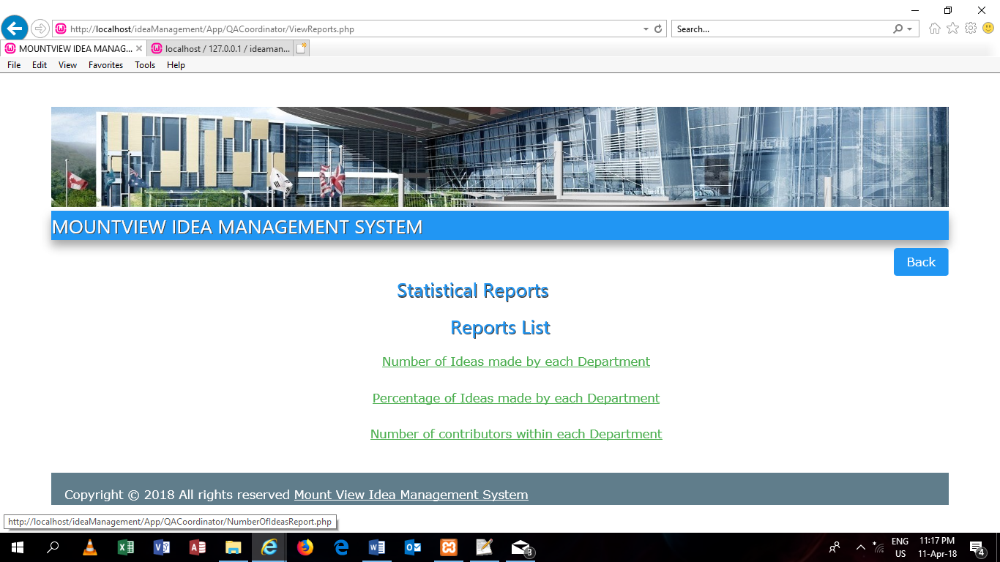 http://localhost/ideaManagement/App/QACoordinator/ViewReports.php
Search...
MOUNTVIEW IDEA MANAG...
localhost / 127.0.0.1 / ideaman...
File Edit View Favorites Tools Help
MOUNTVIEW IDEA MANAGEMENT SYSTEM
Back
Statistical Reports
Reports List
Number of Ideas made by each Department
Percentage of Ideas made by each Department
Number of contributors within each Department
Copyright © 2018 All rights reserved Mount View Idea Management System
http://localhost/ideaManagement/App/QACoordinator/NumberOfIdeasReport.php
3
ENG
US
11:17 PM
11-Apr-18
4